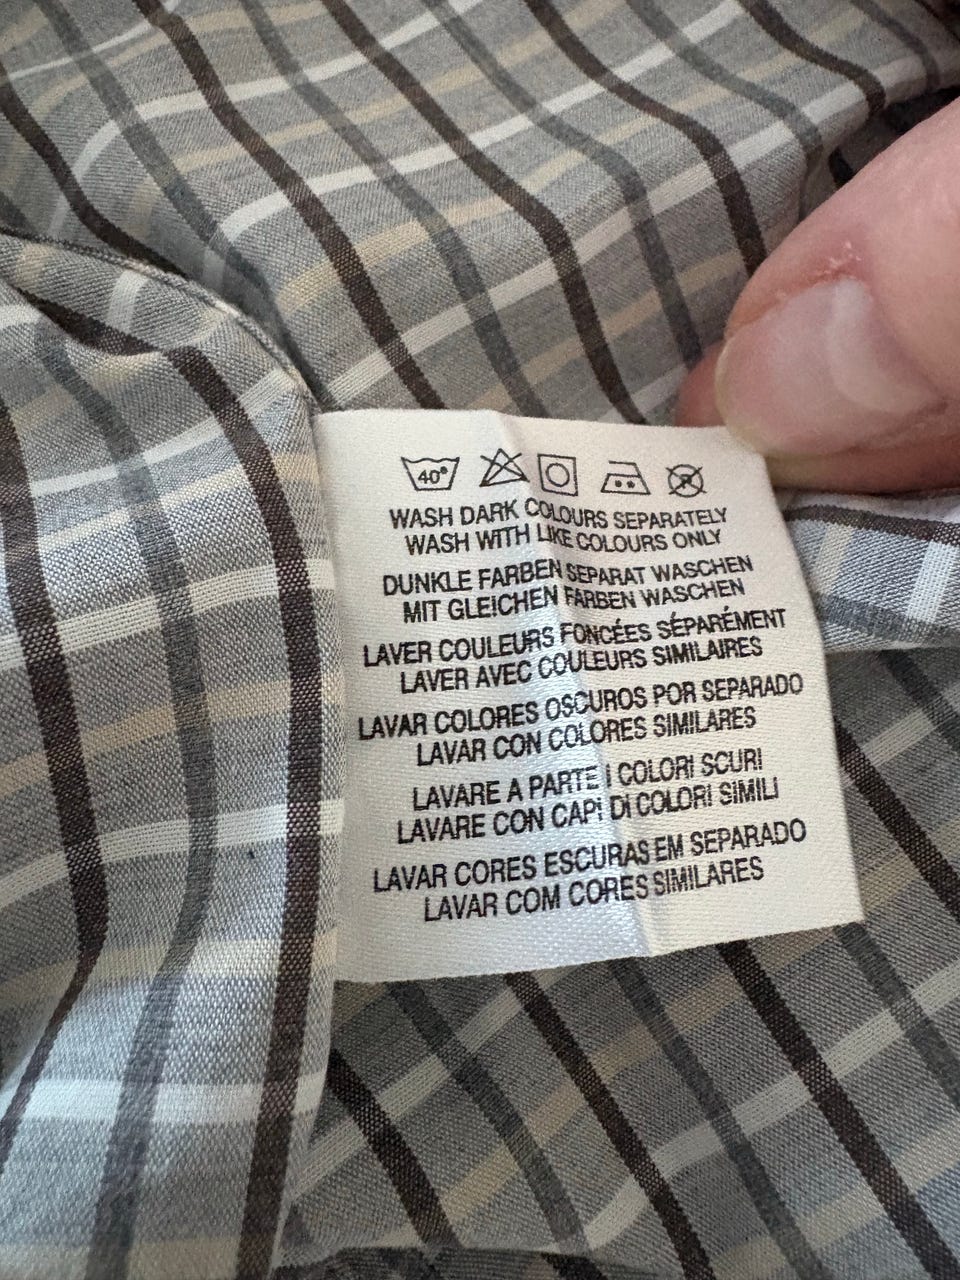 40°
P
WASH DARK COLOURS SEPARATELY
WASH WITH LIKE COLOURS ONLY
DUNKLE FARBEN SEPARAT WASCHEN
MIT GLEICHEN FARBEN WASCHEN
LAVER COULEURS FONCÉES SÉPARÉMENT
LAVER AVEC COULEURS SIMILAIRES
LAVAR COLORES OSCUROS POR SEPARADO
LAVAR CON COLORES SIMILARES
LAVARE A PARTE I COLORI SCURI
LAVARE CON CAPI DI COLORI SIMILI
LAVAR CORES ESCURAS EM SEPARADO
LAVAR COM CORES SIMILARES